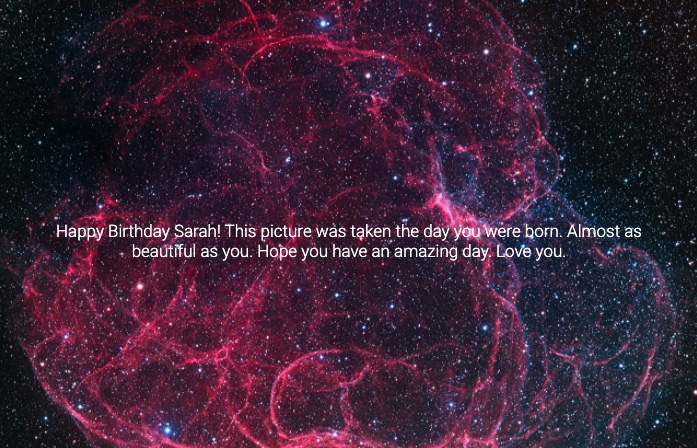 Happy Birthday Sarah! This picture was taken the day you were born. Almost as
beautiful as you. Hope you have an amazing day. Love you.